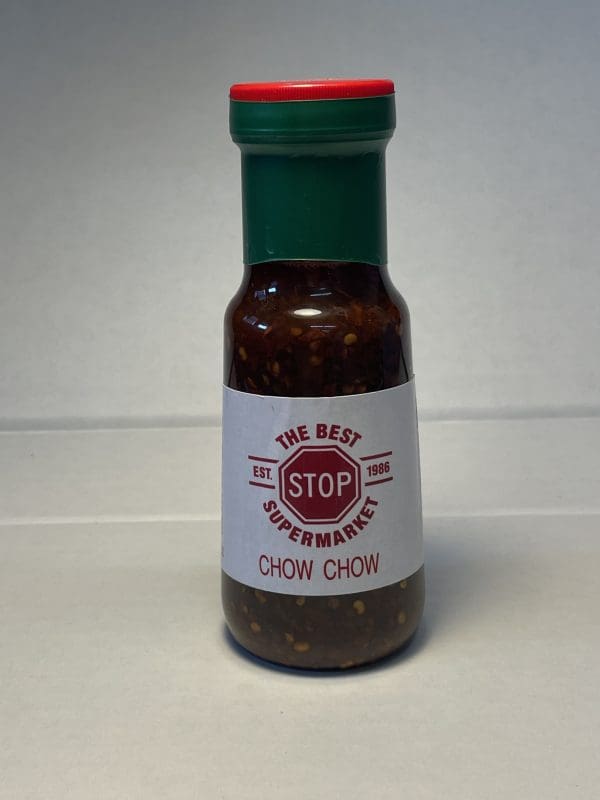 THE BEST
EST. STOP 1986
SUPERMARKET
CHOW CHOW